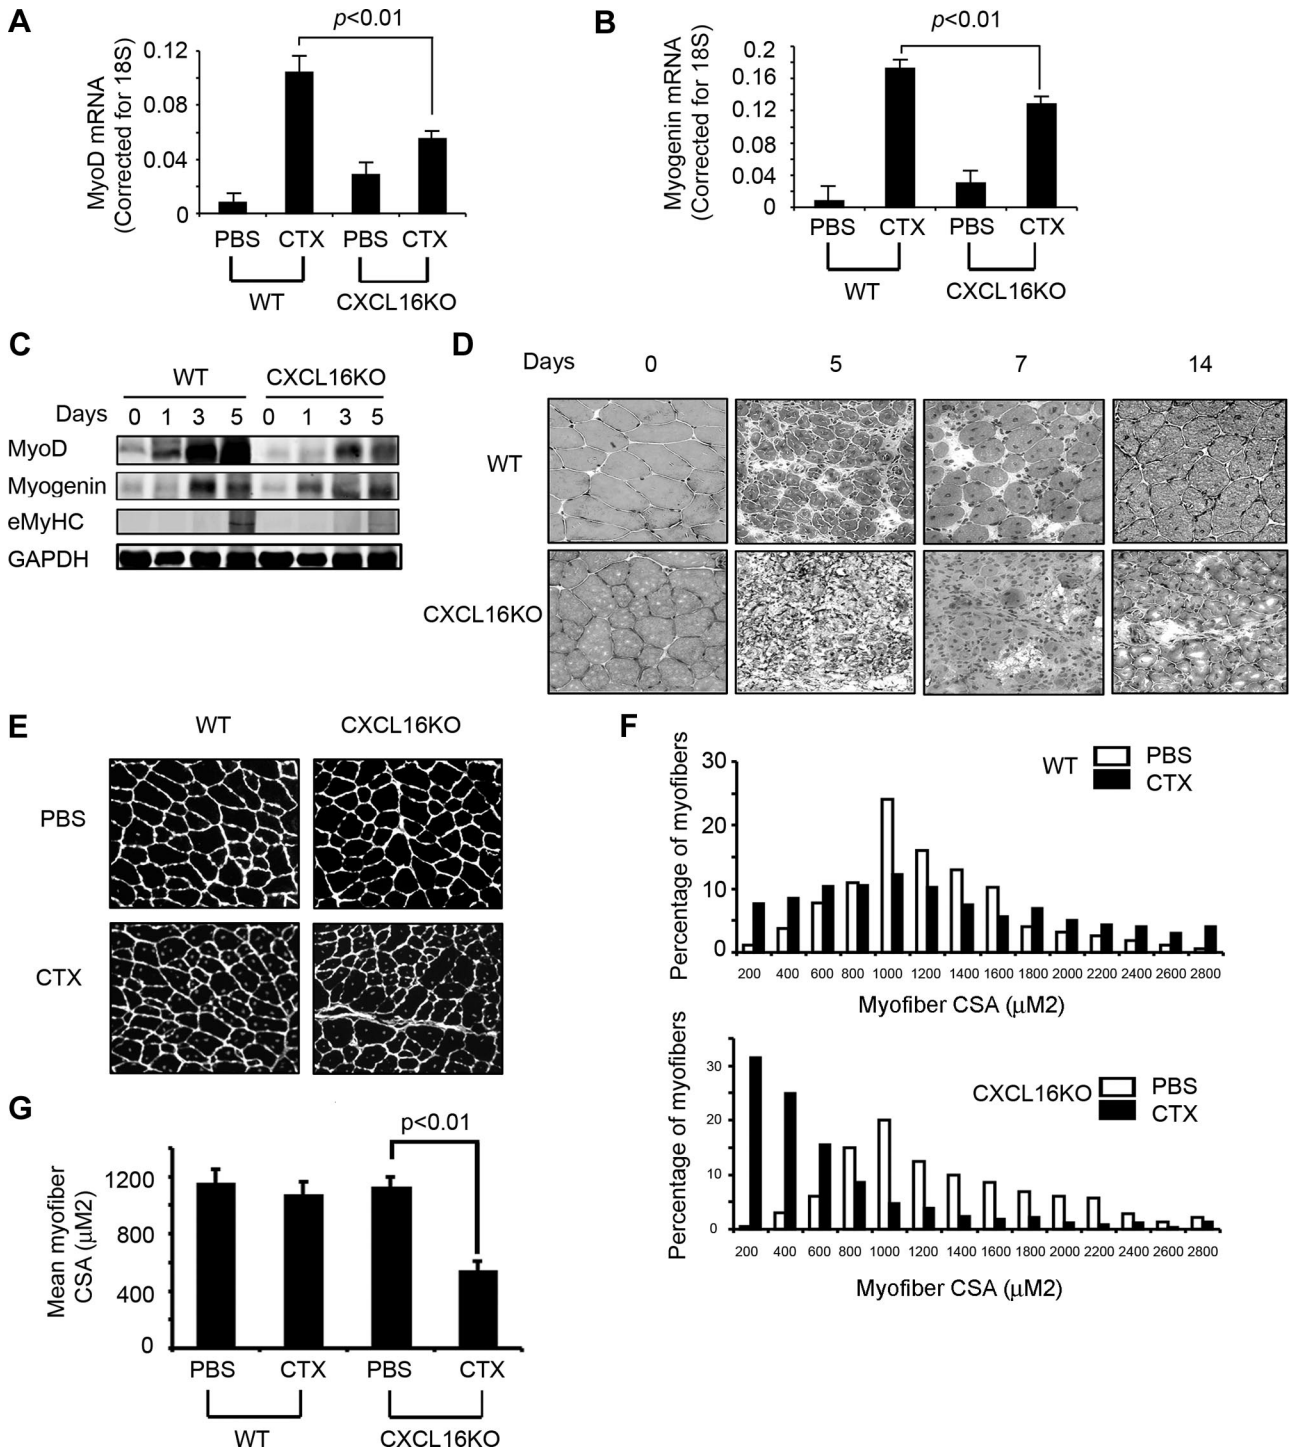 A
p<0.01
MyoD mRNA
(Corrected for 18S)
0.12
0.08
0.04
0
PBS CTX PBS CTX
WT CXCL16KO
B
p<0.01
Myogenin mRNA
(Corrected for 18S)
0.2
0.16
0.12
0.08
0.04
0
PBS CTX PBS CTX
WT CXCL16KO
C
WT CXCL16KO
Days 0 1 3 5 0 1 3 5
MyoD
Myogenin
eMyHC
GAPDH
D
Days 0 5 7 14
WT
CXCL16KO
E
WT CXCL16KO
PBS
CTX
F
Percentage of myofibers
30
20
10
0
WT PBS
CTX
200 400 600 800 1000 1200 1400 1600 1800 2000 2200 2400 2600 2800
Myofiber CSA (µM2)
Percentage of myofibers
30
20
10
0
CXCL16KO PBS
CTX
200 400 600 800 1000 1200 1400 1600 1800 2000 2200 2400 2600 2800
Myofiber CSA (µM2)
G
p<0.01
Mean myofiber
CSA (µM2)
1200
800
400
0
PBS CTX PBS CTX
WT CXCL16KO